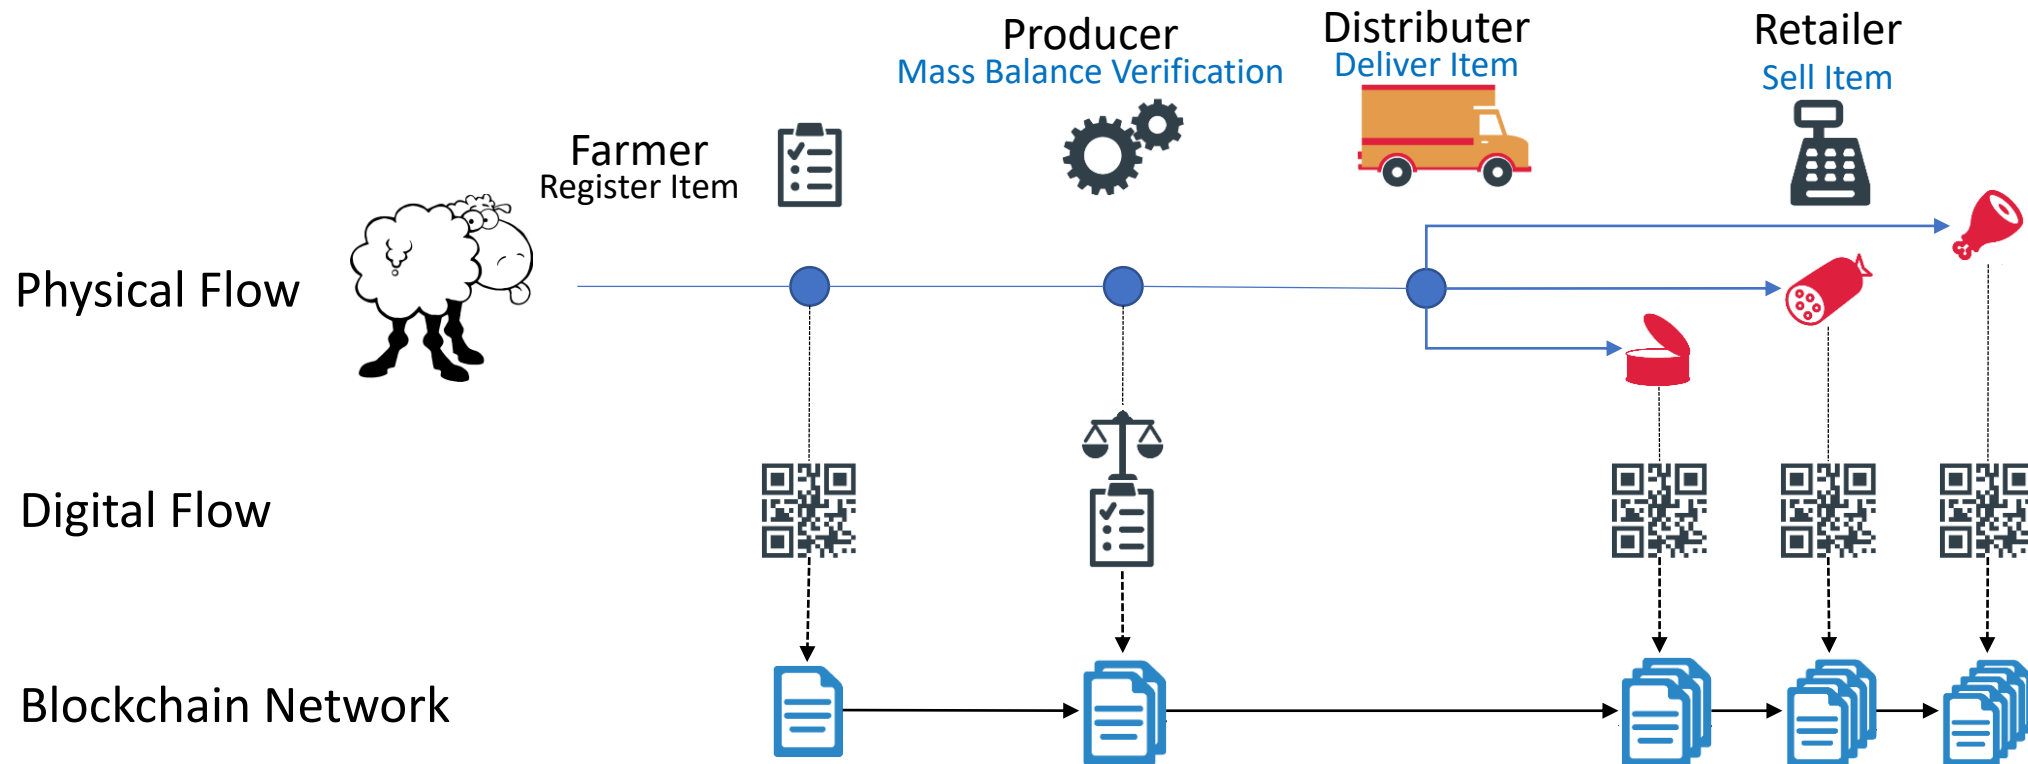 Producer
Mass Balance Verification
Distributer
Deliver Item
Retailer
Sell Item
Farmer
Register Item
Physical Flow
Digital Flow
Blockchain Network